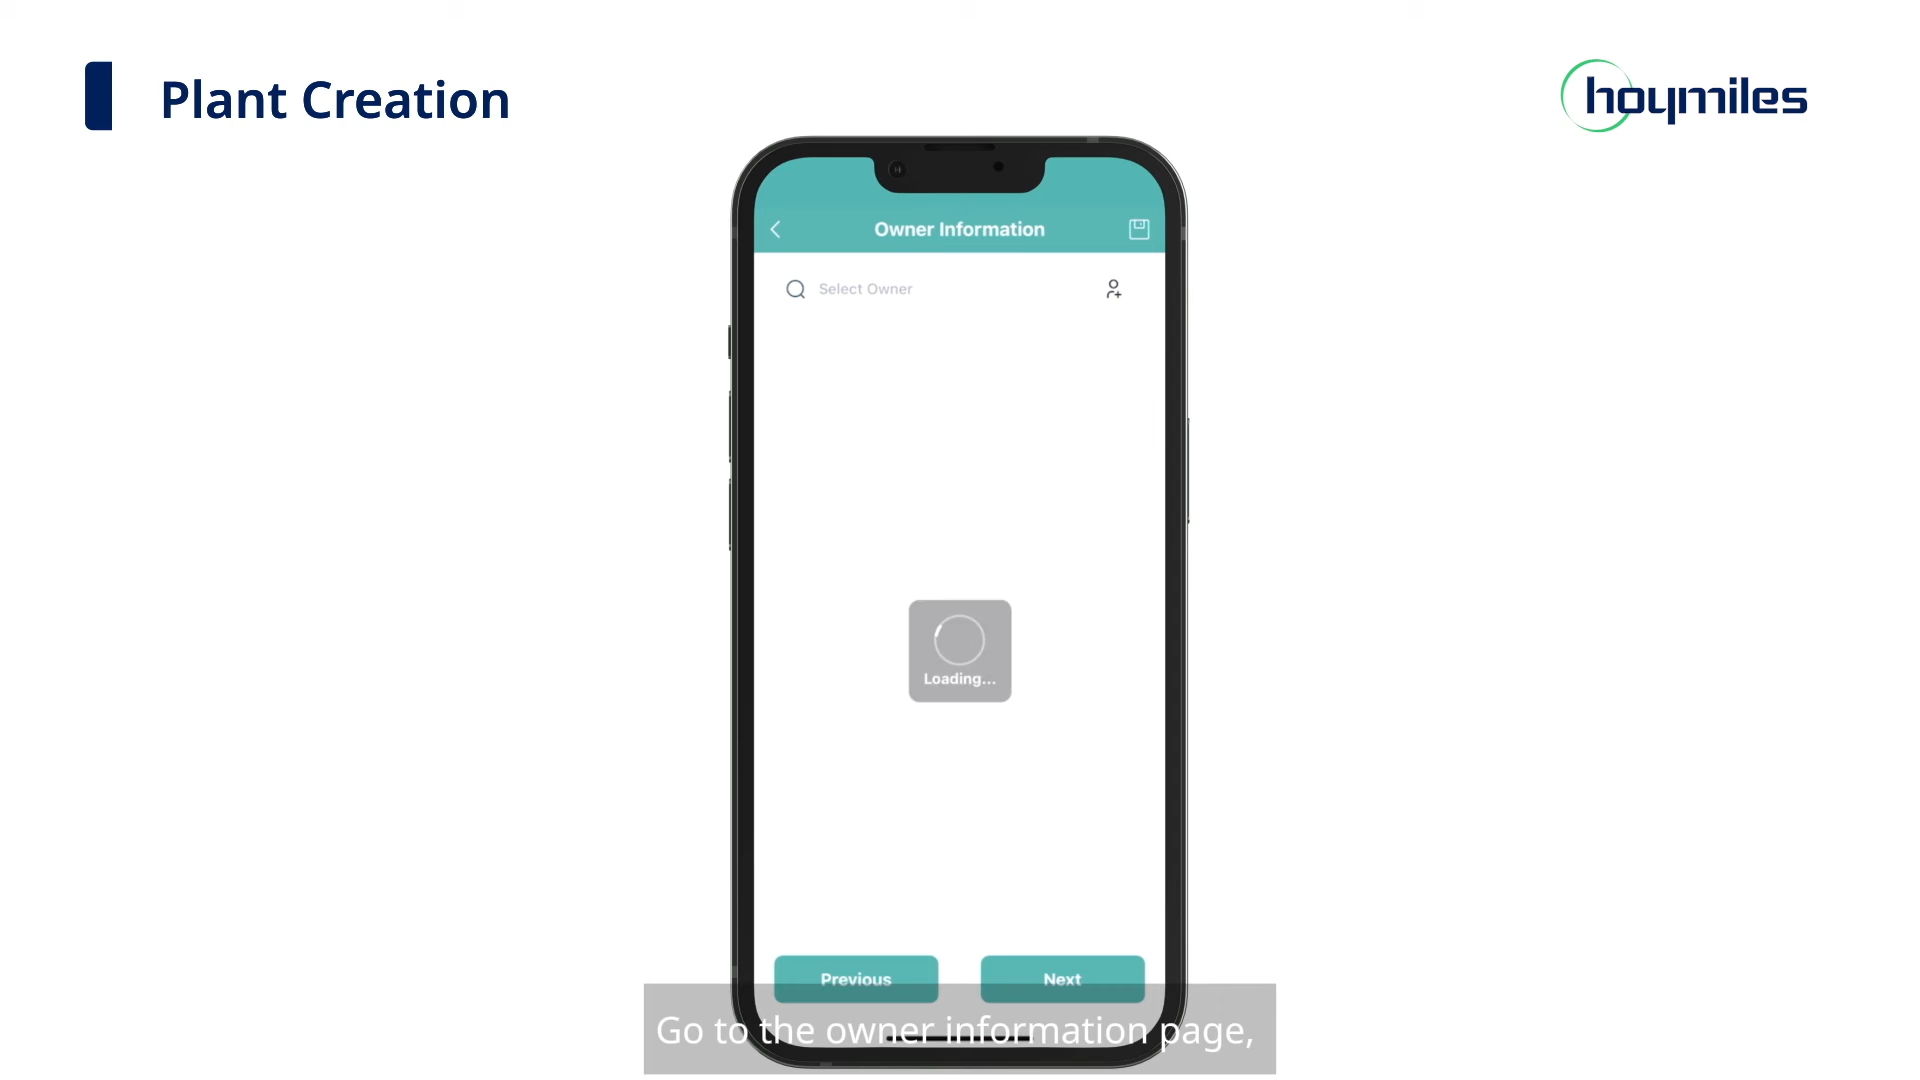 Plant Creation
hoymiles
Owner Information
Select Owner
Loading...
Previous
Next
Go to the owner information page,